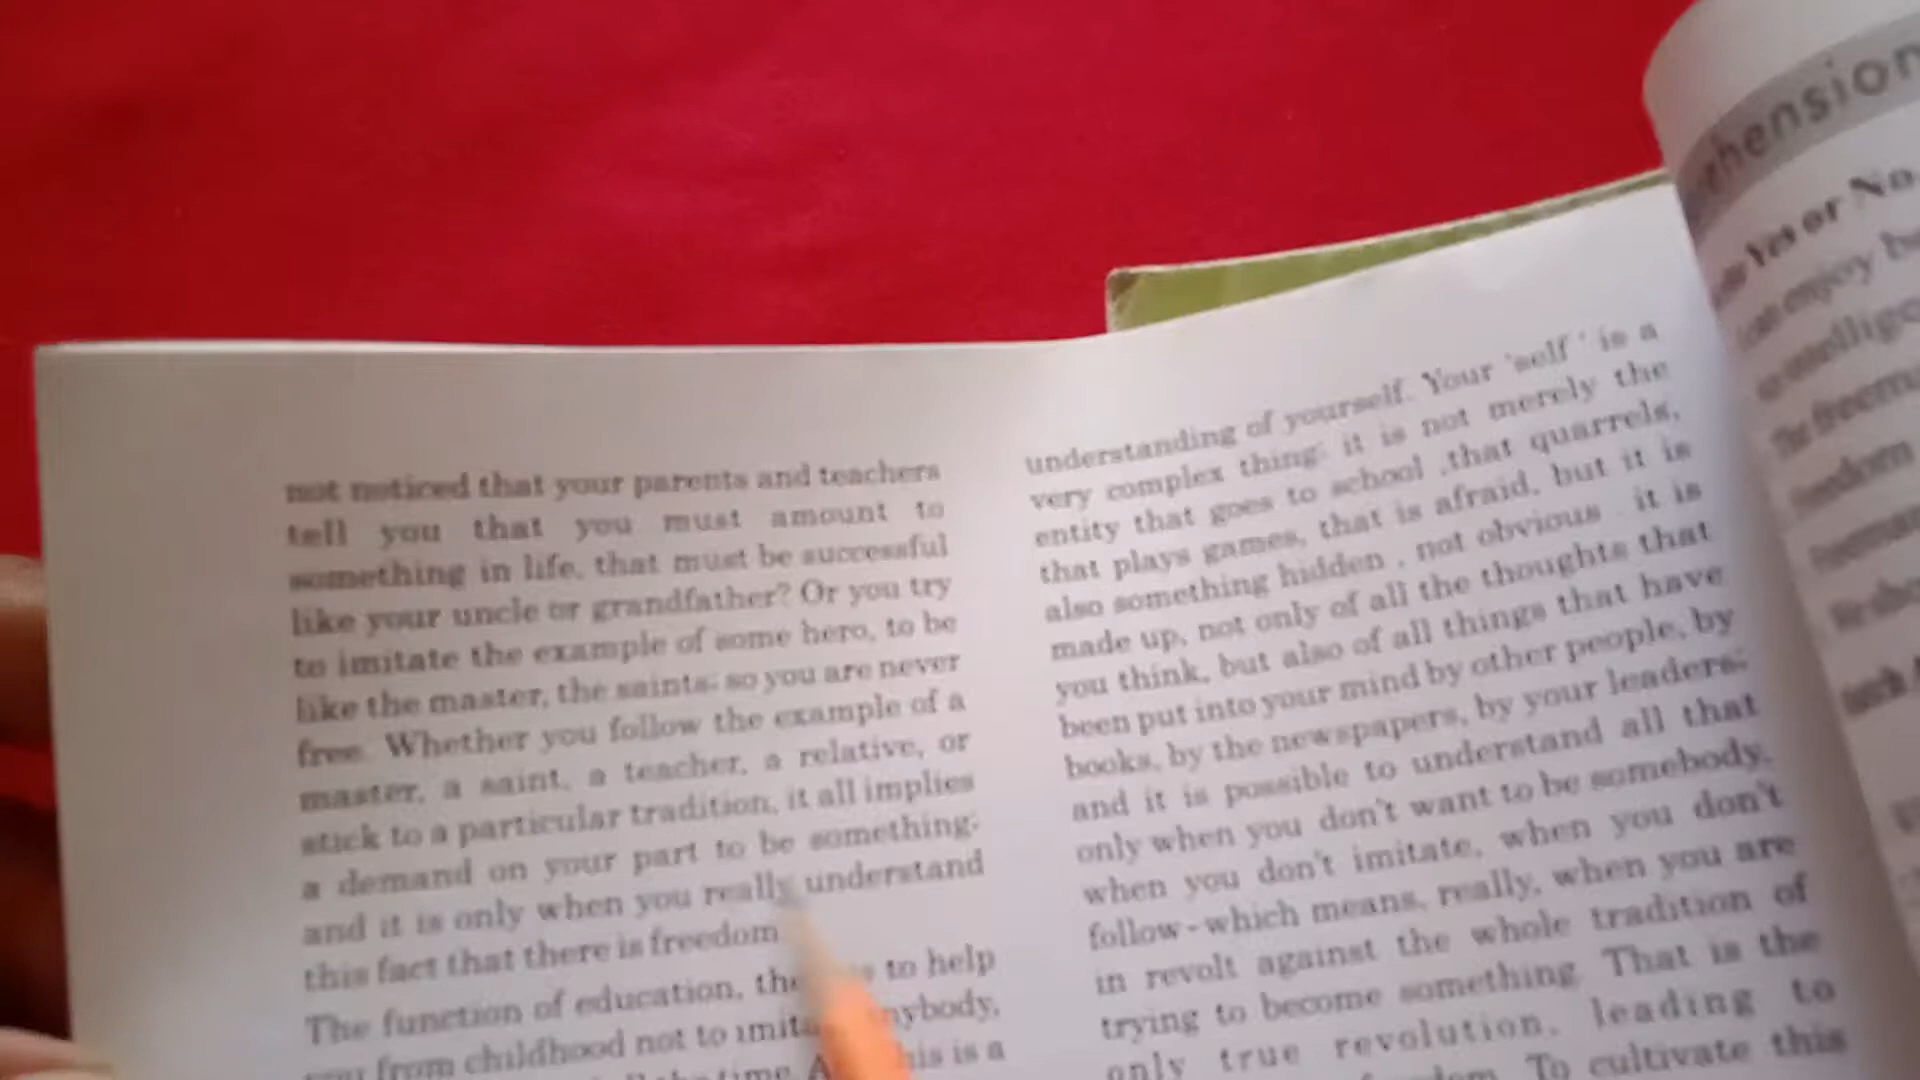 not noticed that your parents and teachers
tell you that you must amount to
something in life, that must be successful
like your uncle or grandfather? Or you try
to imitate the example of some hero, to be
like the master, the saints; so you are never
free. Whether you follow the example of a
master, a saint, a teacher, a relative, or
stick to a particular tradition, it all implies
a demand on your part to be something;
and it is only when you really understand
this fact that there is freedom.
The function of education, to help
you from childhood not to
time. is a
understanding of yourself. Your 'self ' is a
very complex thing; it is not merely the
entity that goes to school ,that quarrels,
that plays games, that is afraid, but it is
also something hidden , not obvious . it is
made up, not only of all the thoughts that
you think, but also of all things that have
been put into your mind by other people, by
books, by the newspapers, by your leaders;
and it is possible to understand all that
only when you don't want to be somebody,
when you don't imitate, when you don't
follow-which means, really, when you are
in revolt against the whole tradition of
trying to become something. That is the
only true revolution, leading to
To cultivate this
Yes or No.
enjoy